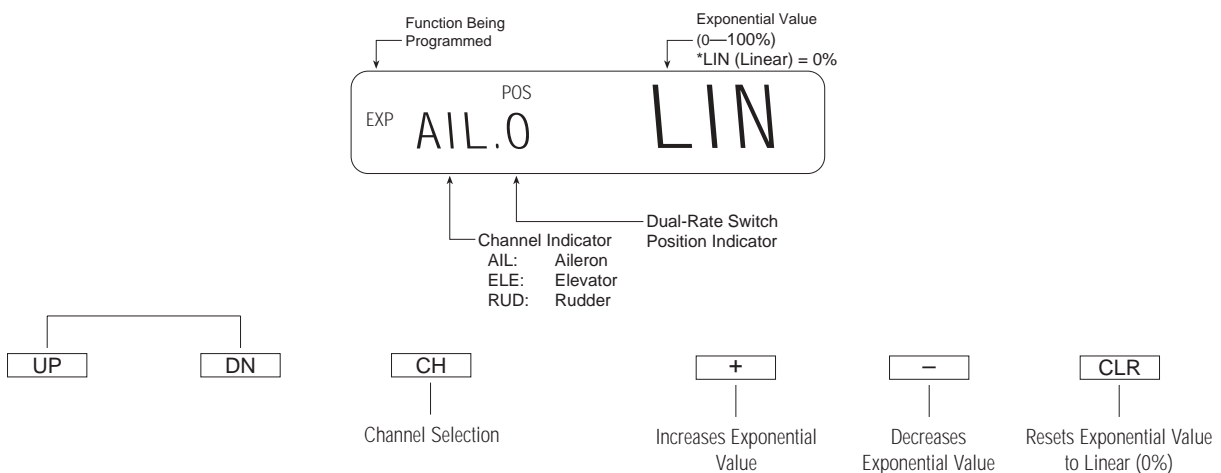 Function Being
Programmed
Exponential Value
(0—100%)
*LIN (Linear) = 0%
POS
EXP AIL.0 LIN
Channel Indicator
AIL: Aileron
ELE: Elevator
RUD: Rudder
Dual-Rate Switch
Position Indicator
UP DN CH + – CLR
Channel Selection
Increases Exponential
Value
Decreases
Exponential Value
Resets Exponential Value
to Linear (0%)